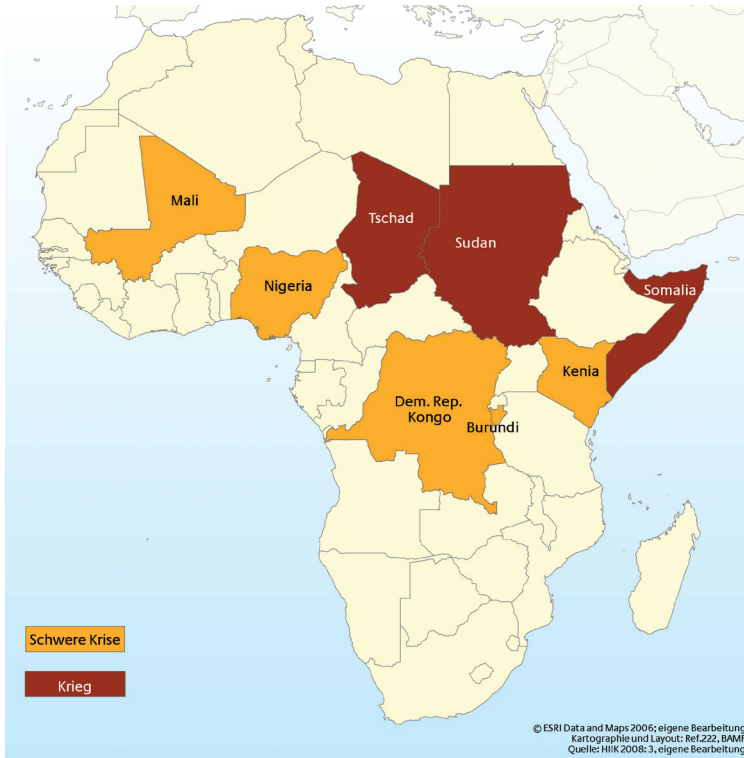 Mali
Tschad
Sudan
Nigeria
Somalia
Kenia
Dem. Rep.
Kongo
Burundi
Schwere Krise
Krieg
© ESRI Data and Maps 2006; eigene Bearbeitung
Kartographie und Layout: Ref.222, BAMF
Quelle: HIIK 2008: 3, eigene Bearbeitung